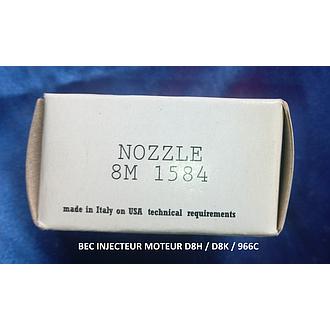 NOZZLE
8M 1584
made in Italy on USA technical requirements
BEC INJECTEUR MOTEUR D8H / D8K / 966C